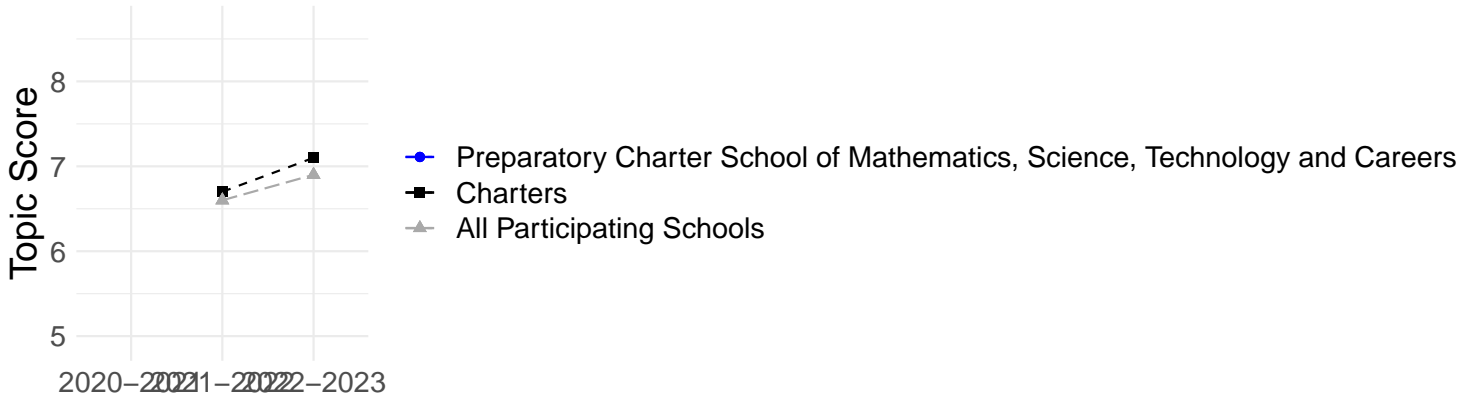 Topic Score
8
7
6
5
2020–2021
2021–2022
2022–2023
Preparatory Charter School of Mathematics, Science, Technology and Careers
Charters
All Participating Schools